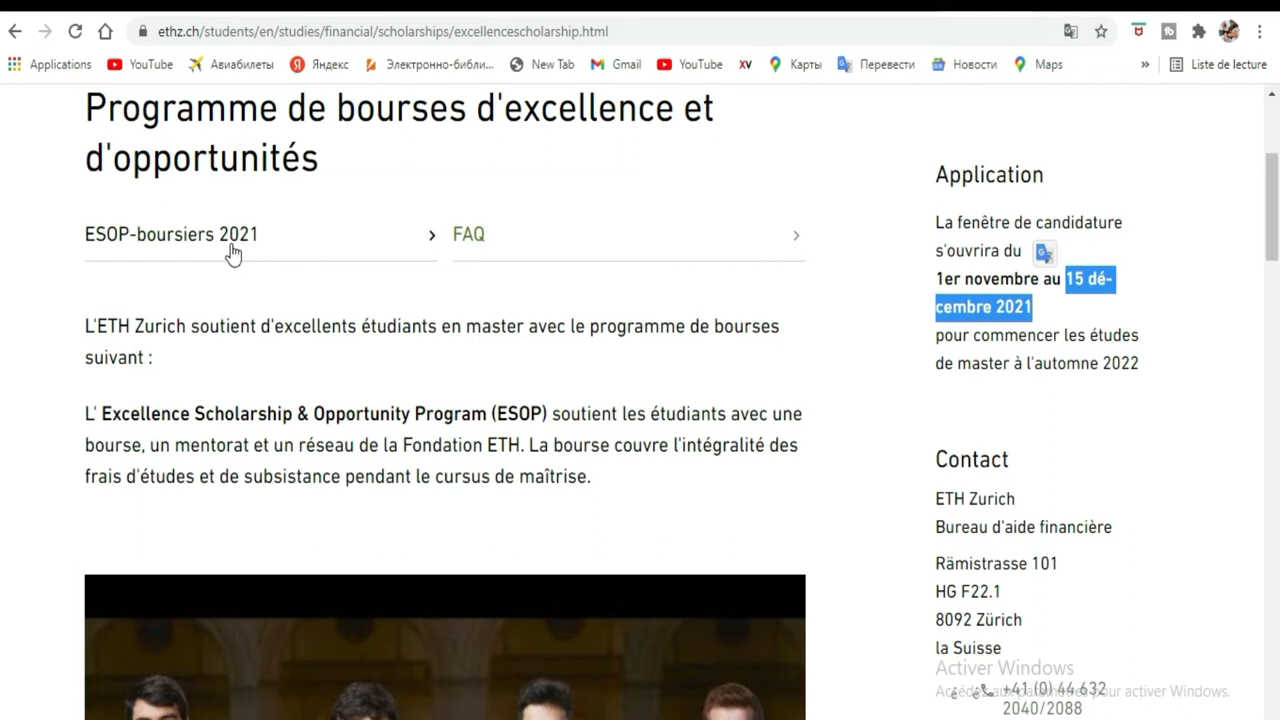 ethz.ch/students/en/studies/financial/scholarships/excellencescholarship.html
Applications YouTube Авиабилеты Яндекс Электронно-библи... New Tab Gmail YouTube XV Карты Перевести Новости Maps » Liste de lecture
Programme de bourses d'excellence et
d'opportunités
ESOP-boursiers 2021
FAQ
L'ETH Zurich soutient d'excellents étudiants en master avec le programme de bourses
suivant :
L' Excellence Scholarship & Opportunity Program (ESOP) soutient les étudiants avec une
bourse, un mentorat et un réseau de la Fondation ETH. La bourse couvre l'intégralité des
frais d'études et de subsistance pendant le cursus de maîtrise.
Application
La fenêtre de candidature
s'ouvrira du
1er novembre au 15 dé-
cembre 2021
pour commencer les études
de master à l'automne 2022
Contact
ETH Zurich
Bureau d'aide financière
Rämistrasse 101
HG F22.1
8092 Zürich
la Suisse
Activer Windows
+41 (0) 44 632
2040/2088
pour activer Windows.